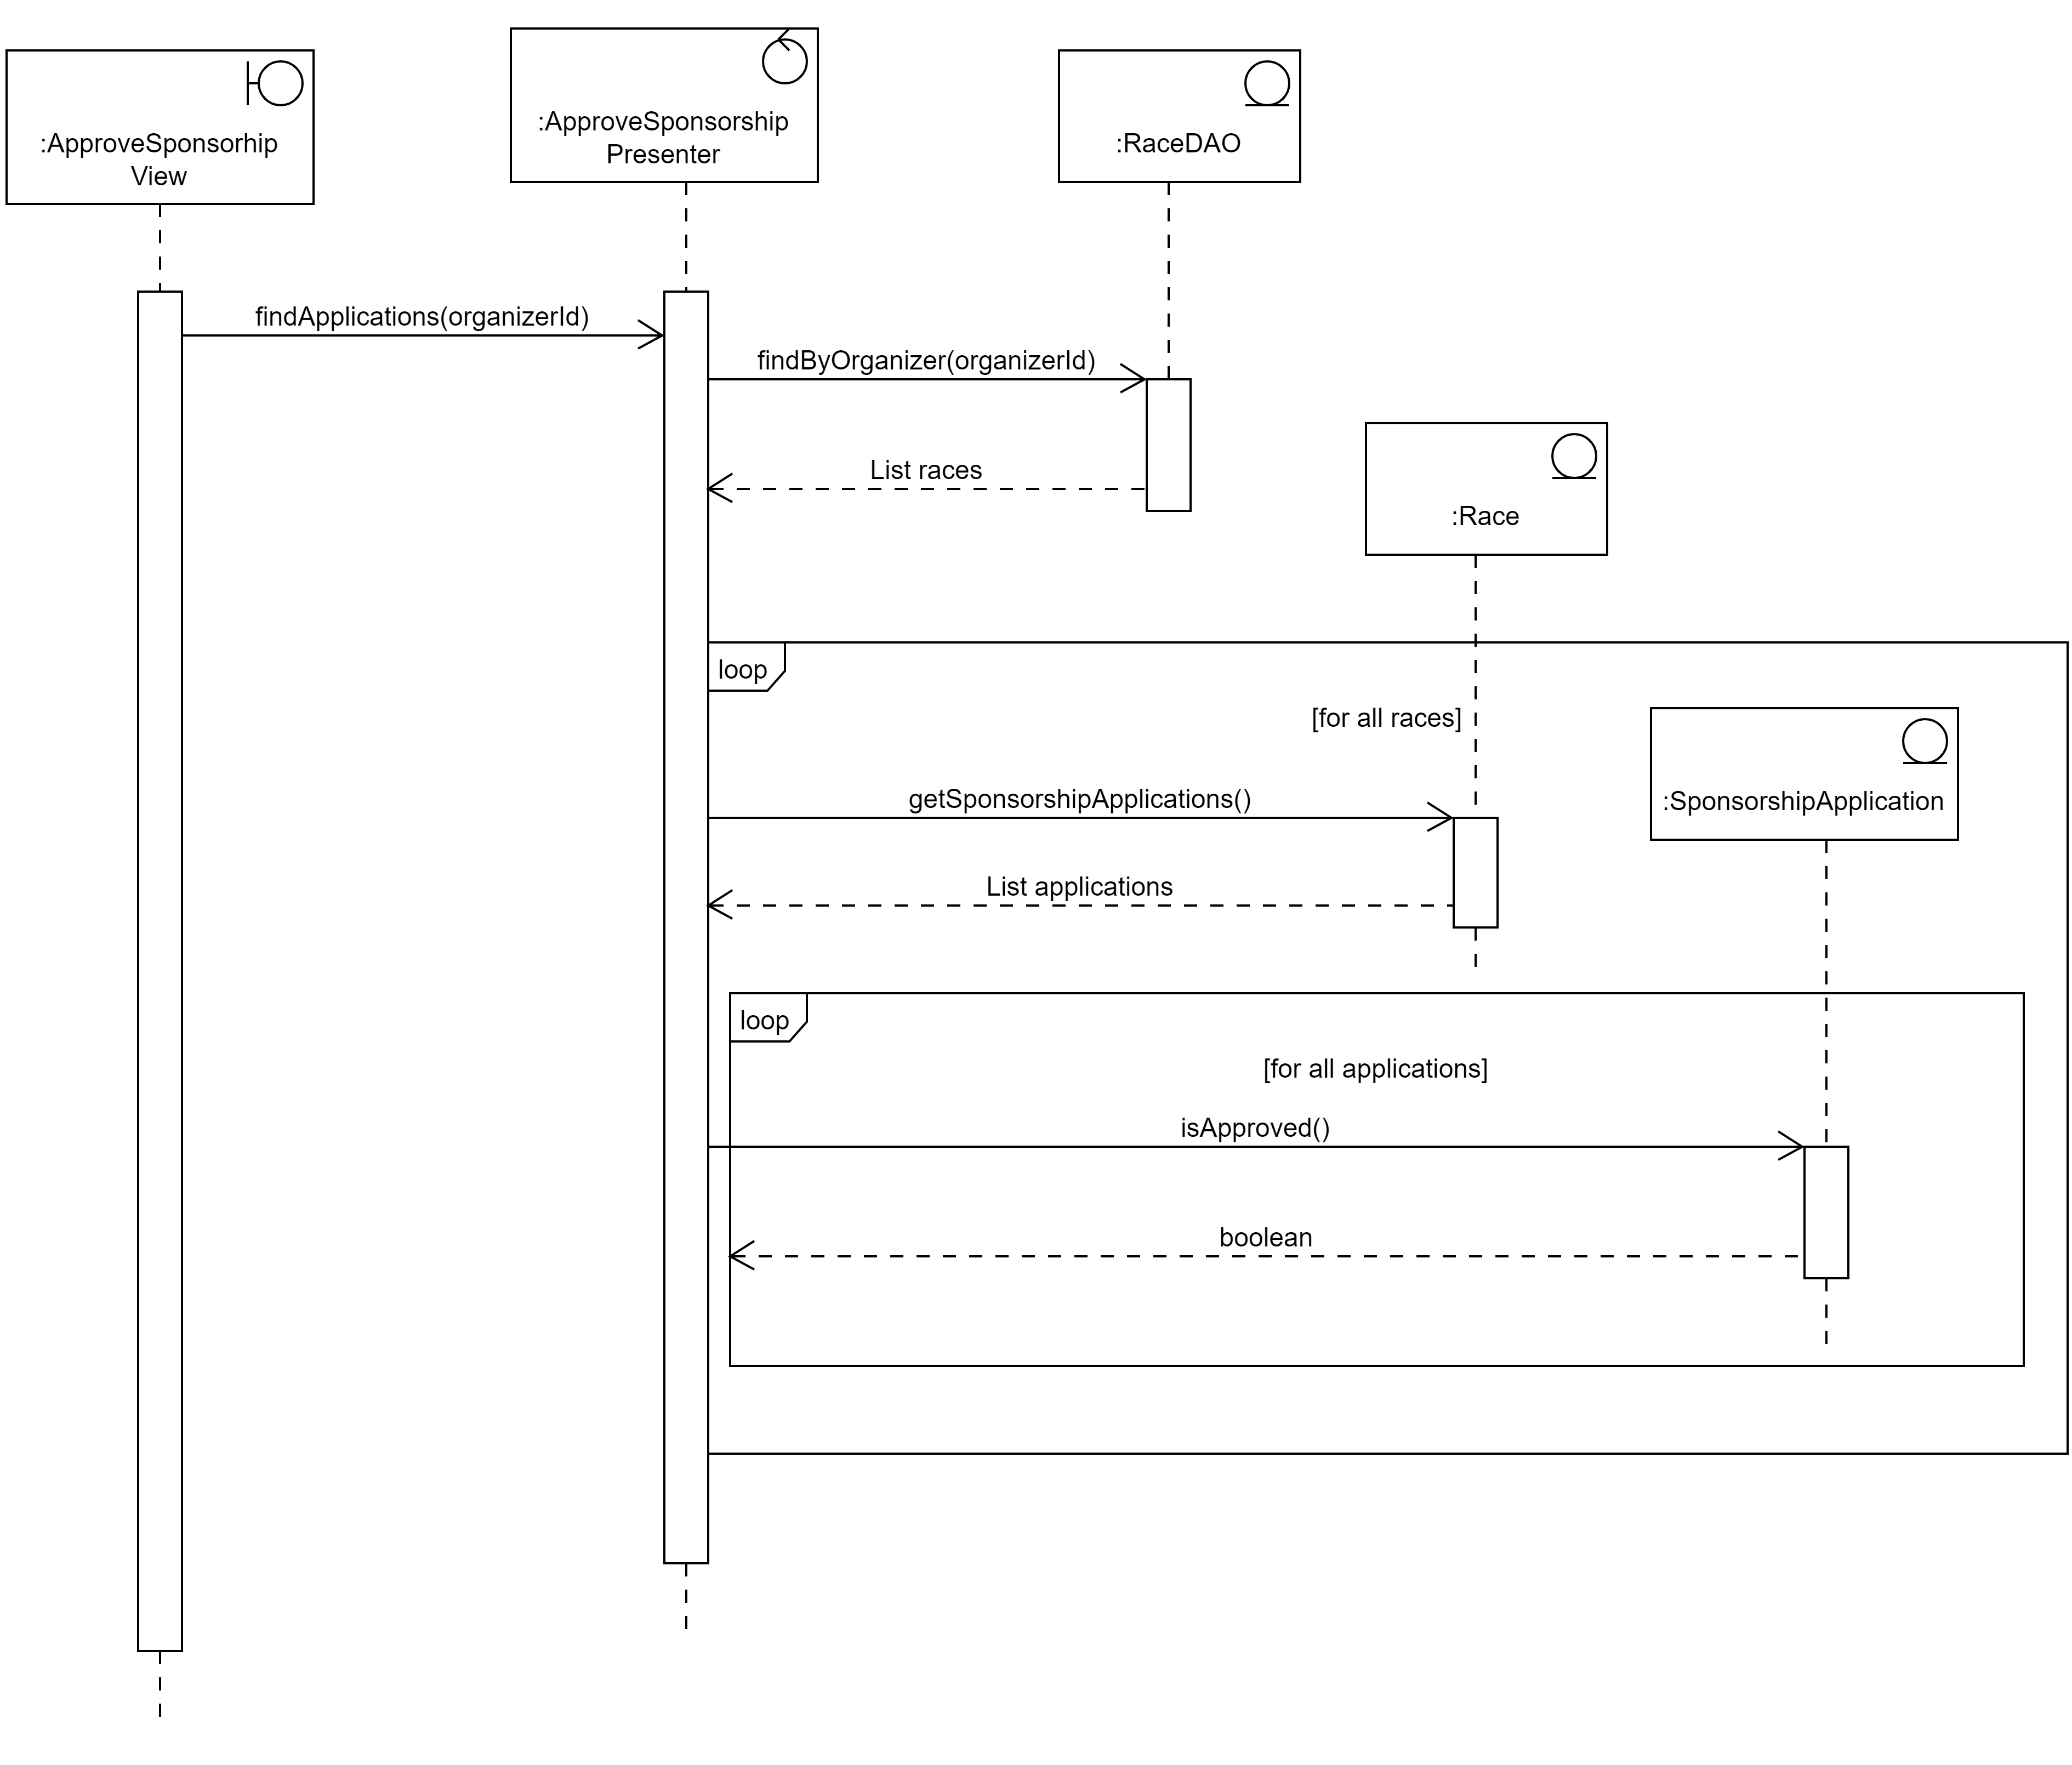 :ApproveSponsorhip
View
:ApproveSponsorship
Presenter
:RaceDAO
findApplications(organizerId)
findByOrganizer(organizerId)
List races
:Race
loop
[for all races]
:SponsorshipApplication
getSponsorshipApplications()
List applications
loop
[for all applications]
isApproved()
boolean